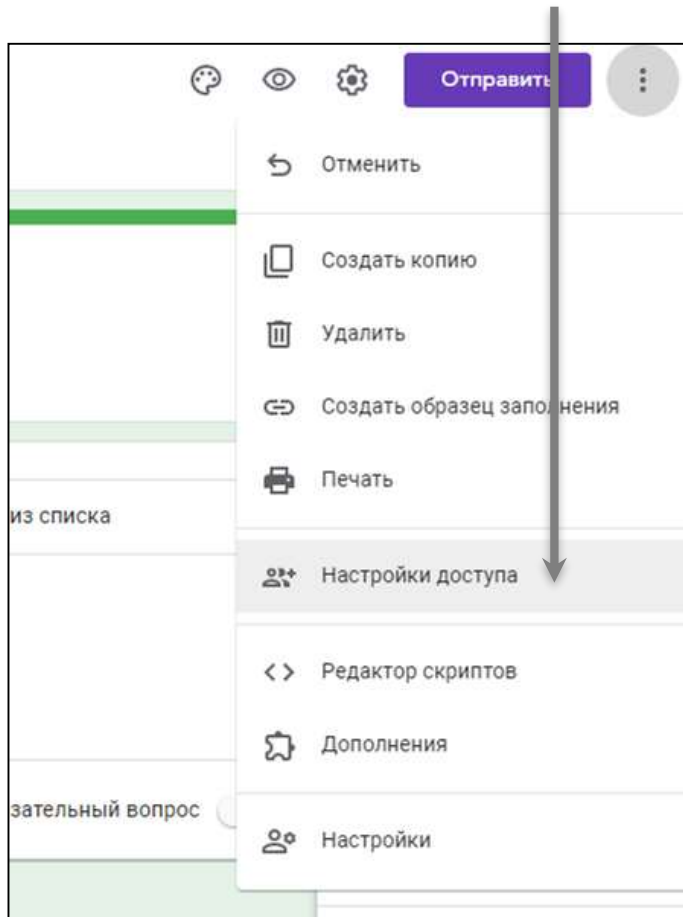 Отправить
Отменить
Создать копию
Удалить
Создать образец заполнения
Печать
из списка
Настройки доступа
Редактор скриптов
Дополнения
зательный вопрос
Настройки